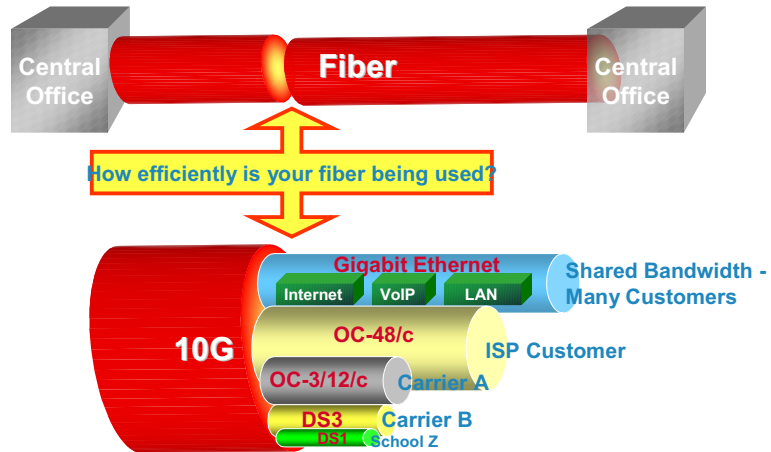 Central
Office
Fiber
Central
Office
How efficiently is your fiber being used?
Gigabit Ethernet
Internet
VoIP
LAN
Shared Bandwidth -
Many Customers
10G
OC-48/c
ISP Customer
OC-3/12/c
Carrier A
DS3
Carrier B
DS1
School Z